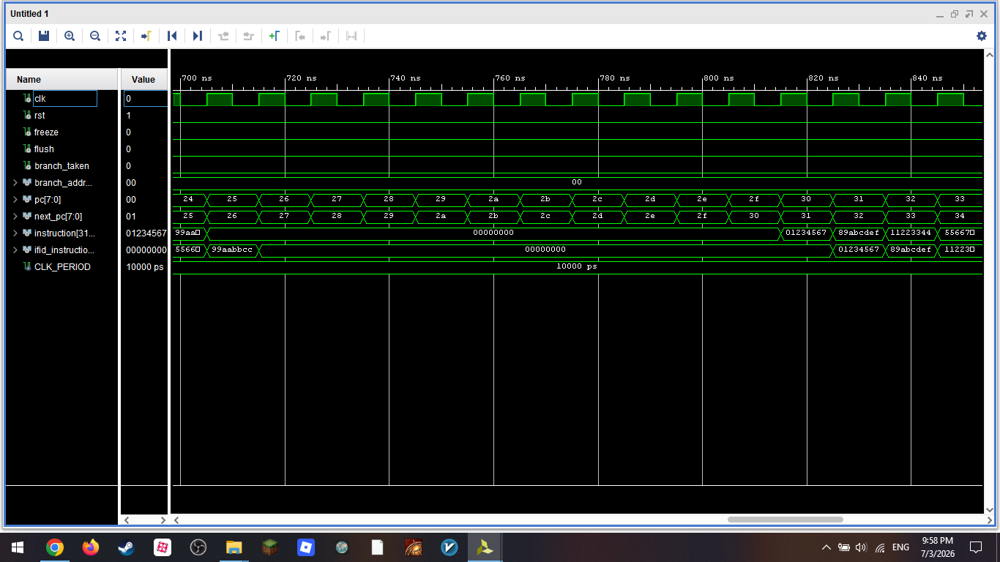 Untitled 1
700 ns 720 ns 740 ns 760 ns 780 ns 800 ns 820 ns 840 ns
Name Value
clk 0
rst 1
freeze 0
flush 0
branch_taken 0
branch_addr... 00 00
pc[7:0] 00 24 25 26 27 28 29 2a 2b 2c 2d 2e 2f 30 31 32 33
next_pc[7:0] 01 25 26 27 28 29 2a 2b 2c 2d 2e 2f 30 31 32 33 34
instruction[31... 01234567 99aa□ 00000000 01234567 89abcdef 11223344 55667□
ifid_instructio... 00000000 5566□ 99aabbcc 00000000 01234567 89abcdef 11223□
CLK_PERIOD 10000 ps 10000 ps
ENG
9:58 PM
7/3/2026